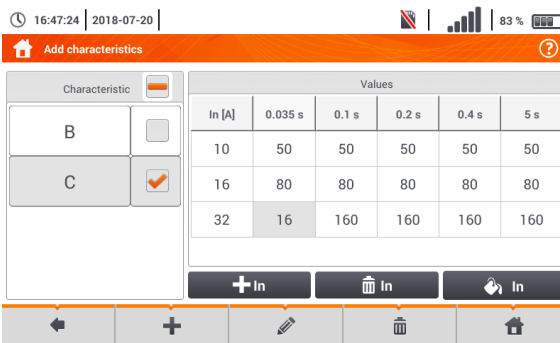 16:47:24 2018-07-20 83 %
Add characteristics ?
Characteristic Values
In [A] 0.035 s 0.1 s 0.2 s 0.4 s 5 s
B
10 50 50 50 50 50
C
16 80 80 80 80 80
32 16 160 160 160 160
In In In